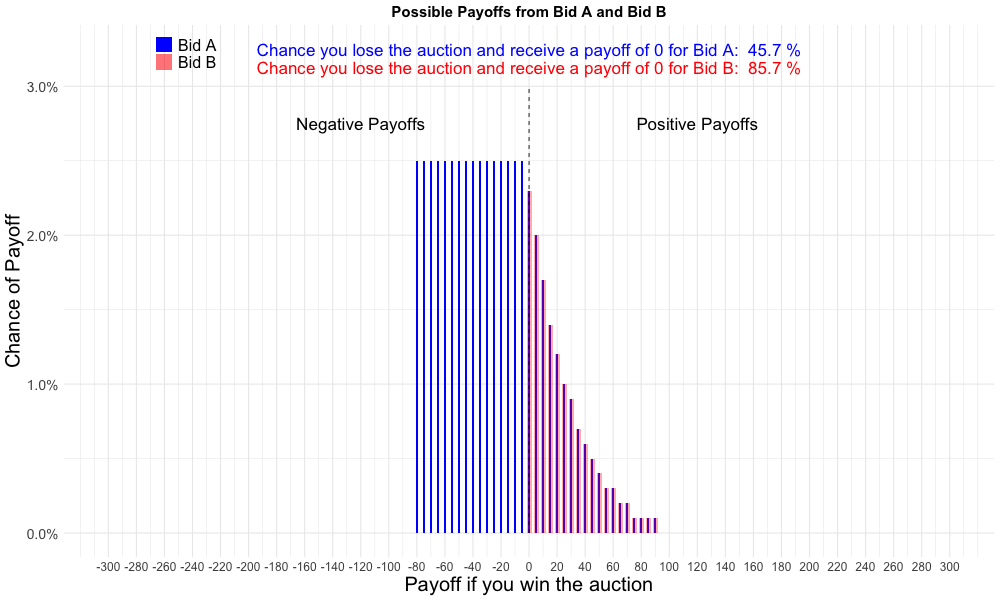 Possible Payoffs from Bid A and Bid B
Bid A
Bid B
Chance you lose the auction and receive a payoff of 0 for Bid A:  45.7 %
Chance you lose the auction and receive a payoff of 0 for Bid B:  85.7 %
Negative Payoffs
Positive Payoffs
Chance of Payoff
3.0%
2.0%
1.0%
0.0%
-300 -280 -260 -240 -220 -200 -180 -160 -140 -120 -100 -80 -60 -40 -20 0 20 40 60 80 100 120 140 160 180 200 220 240 260 280 300
Payoff if you win the auction